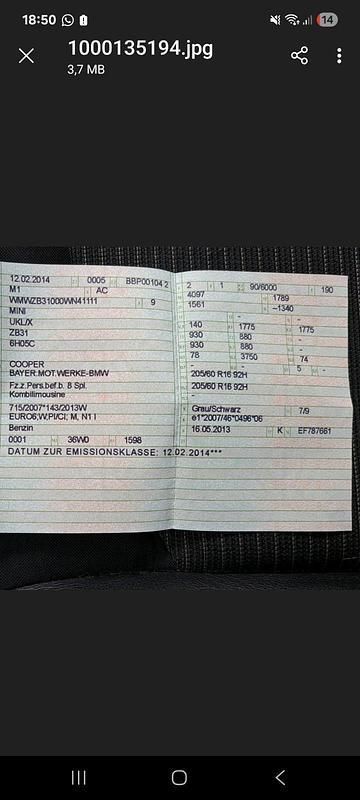 18:50 14
1000135194.jpg
3,7 MB
12.02.2014 0005 BBP00104 2
M1 AC
WMWZB31000WN41111 9
MINI
UKL/X
ZB31
6H05C
COOPER
BAYER.MOT.WERKE-BMW
Fz.z.Pers.bef.b. 8 Spl.
Kombilimousine
715/2007*143/2013W
EURO6;W,PI/CI; M, N1 I
Benzin
0001 36W0 1598
DATUM ZUR EMISSIONSKLASSE: 12.02.2014***
2 1 90/6000 190
4097 1789
1561 -1340
- -
140 1775 1775
930 880 -
930 880 -
78 3750 74
- - 5 -
205/60 R16 92H
205/60 R16 92H
-
Grau/Schwarz 7/9
e1*2007/46*0496*06
16.05.2013 K EF787661